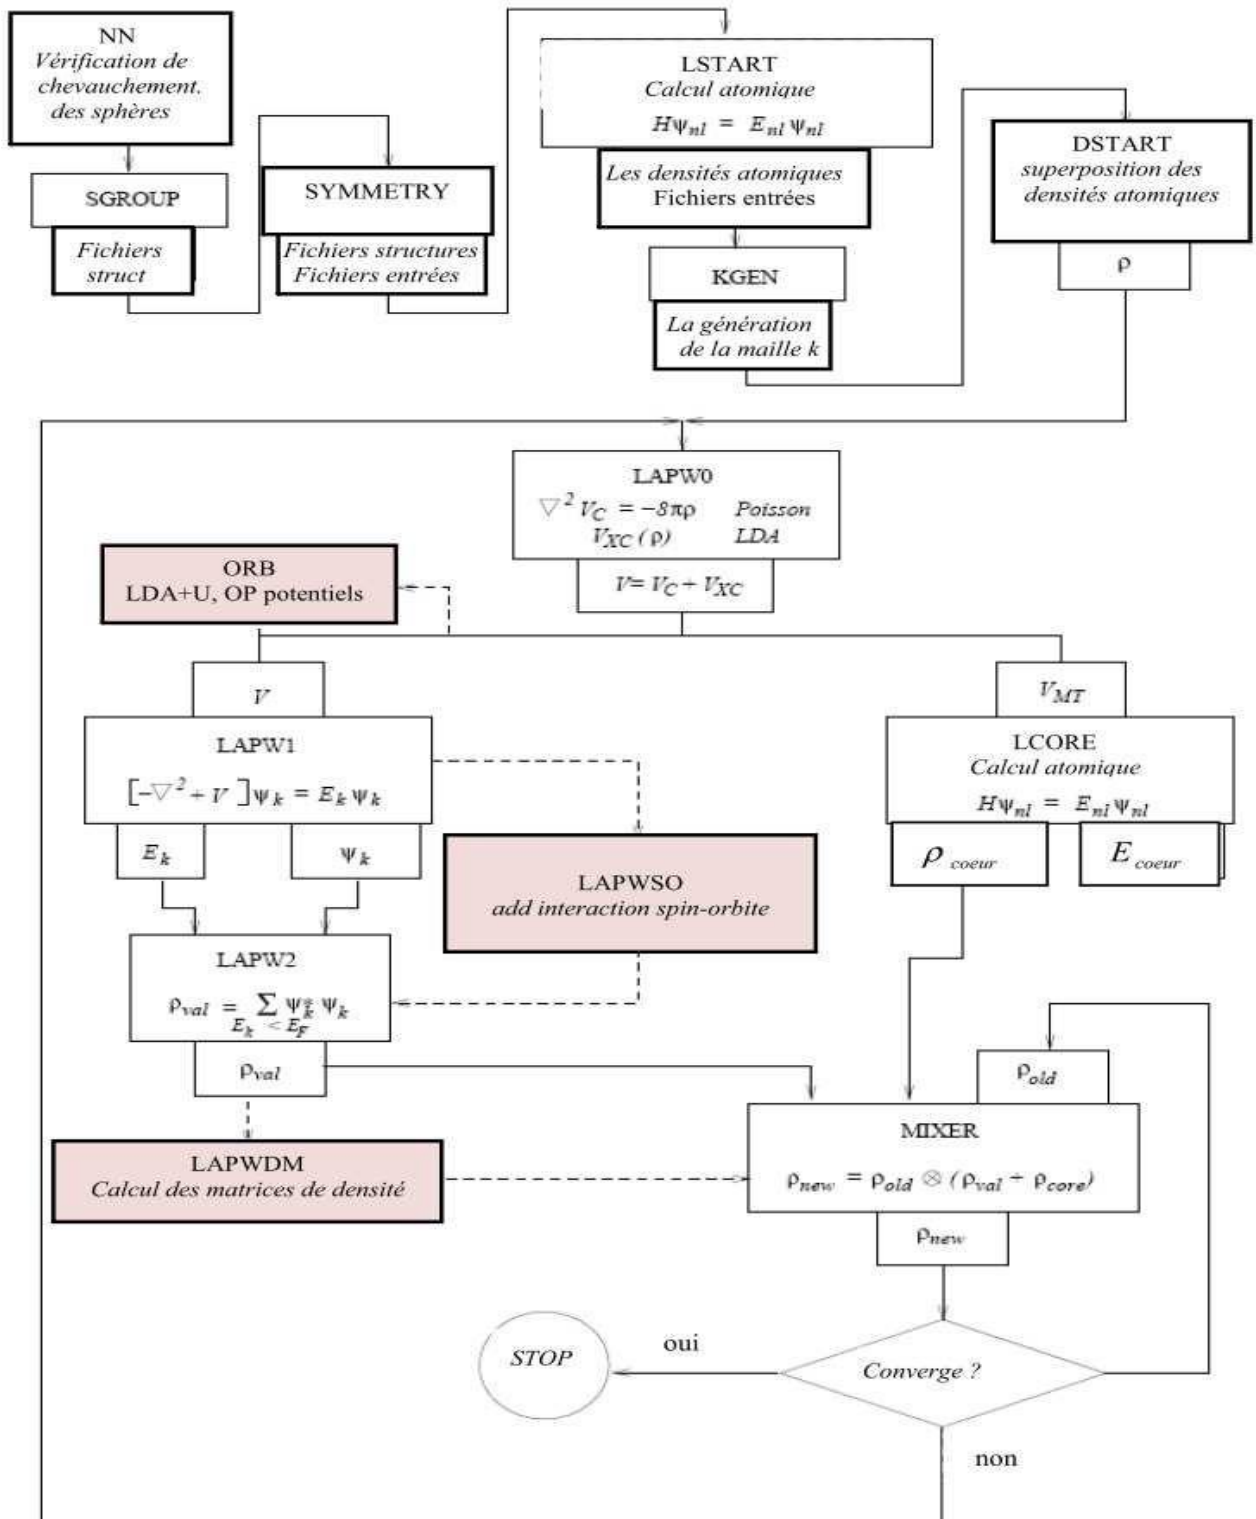 NN
Vérification de
chevauchement.
des sphères
SGROUP
Fichiers
struct
SYMMETRY
Fichiers structures
Fichiers entrées
LSTART
Calcul atomique
Hψnl = Enl ψnl
Les densités atomiques
Fichiers entrées
KGEN
La génération
de la maille k
DSTART
superposition des
densités atomiques
ρ
LAPW0
▽² VC = −8πρ Poisson
VXC (ρ) LDA
V= VC + VXC
ORB
LDA+U, OP potentiels
V
LAPW1
[−▽² + V ]ψk = Ek ψk
Ek
ψk
VMT
LCORE
Calcul atomique
Hψnl = Enl ψnl
ρ coeur
E coeur
LAPWSO
add interaction spin-orbite
LAPW2
ρval = Σ ψ*k ψk
Ek < EF
ρval
LAPWDM
Calcul des matrices de densité
ρold
MIXER
ρnew = ρold ⊗ (ρval + ρcore)
ρnew
Converge ?
oui
STOP
non